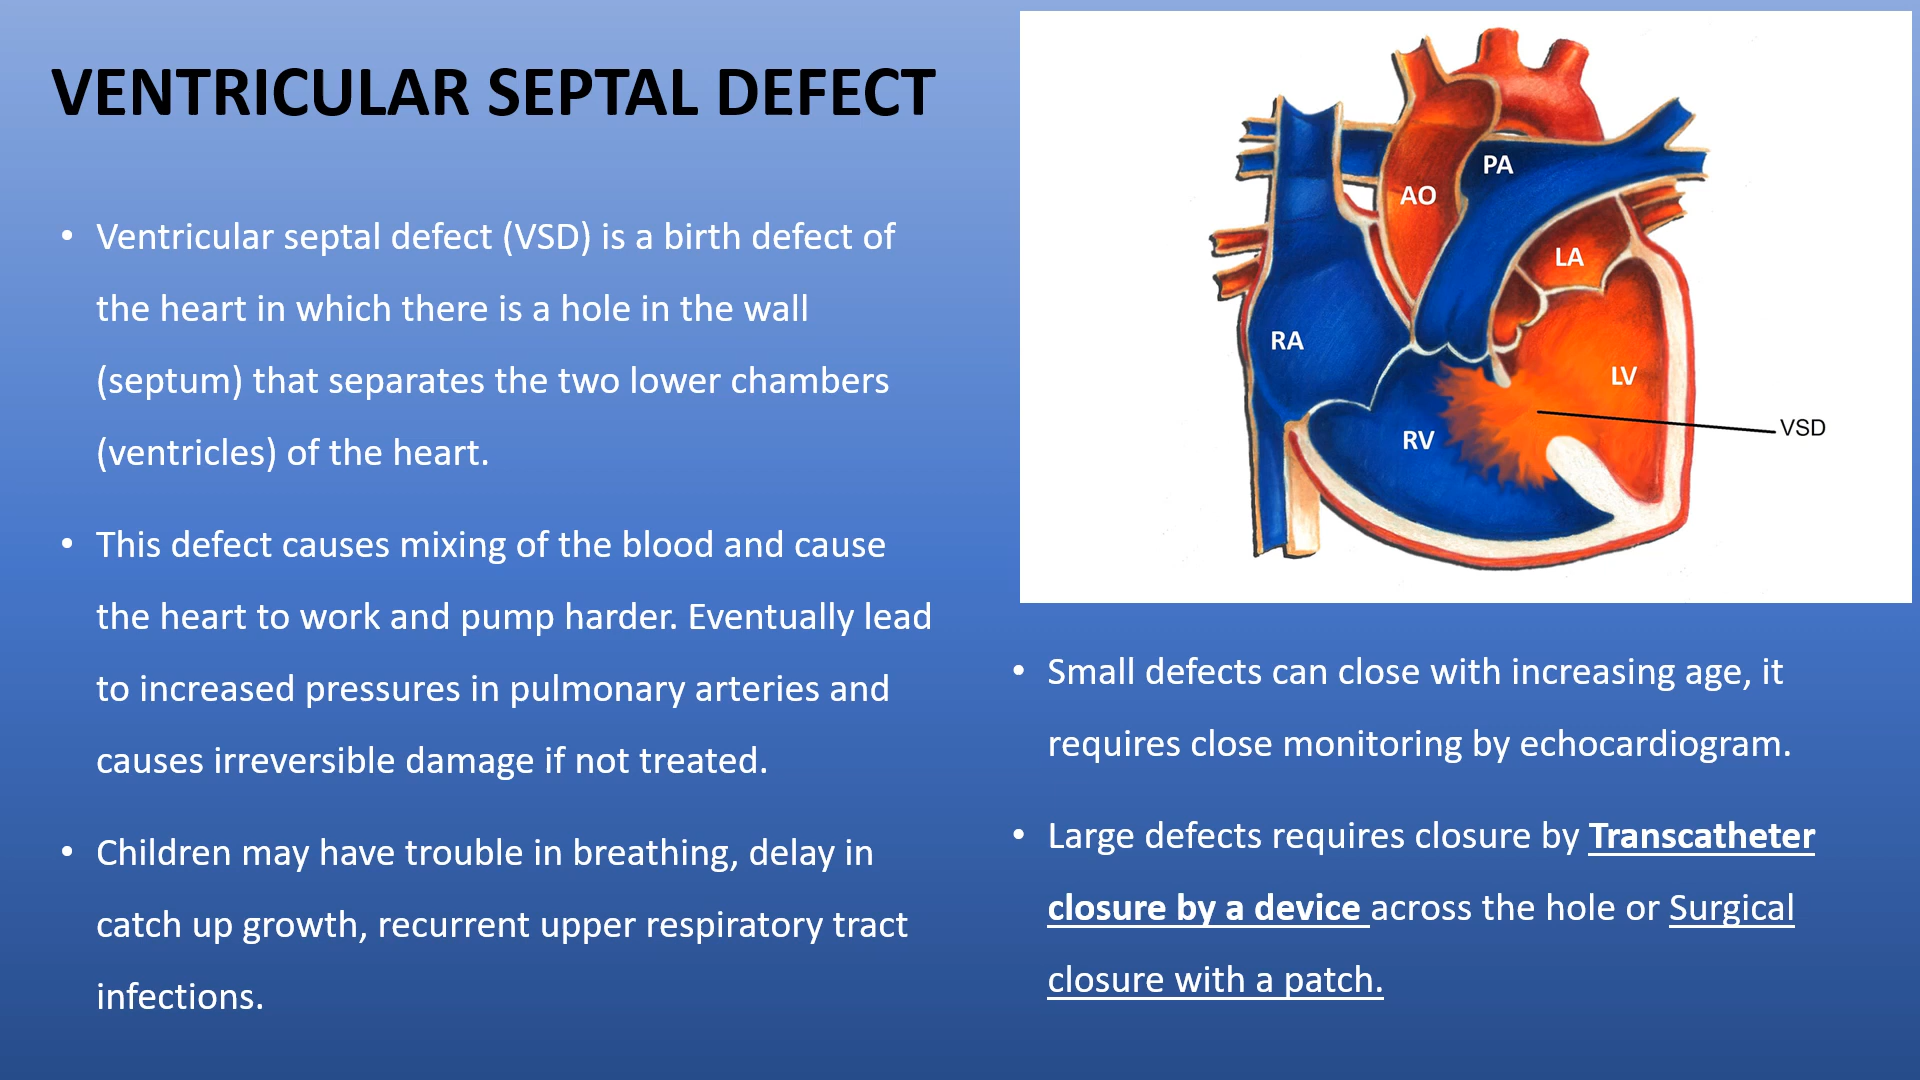 VENTRICULAR SEPTAL DEFECT
• Ventricular septal defect (VSD) is a birth defect of
the heart in which there is a hole in the wall
(septum) that separates the two lower chambers
(ventricles) of the heart.
• This defect causes mixing of the blood and cause
the heart to work and pump harder. Eventually lead
to increased pressures in pulmonary arteries and
causes irreversible damage if not treated.
• Children may have trouble in breathing, delay in
catch up growth, recurrent upper respiratory tract
infections.
PA
AO
LA
RA
LV
VSD
RV
• Small defects can close with increasing age, it
requires close monitoring by echocardiogram.
• Large defects requires closure by Transcatheter
closure by a device across the hole or Surgical
closure with a patch.